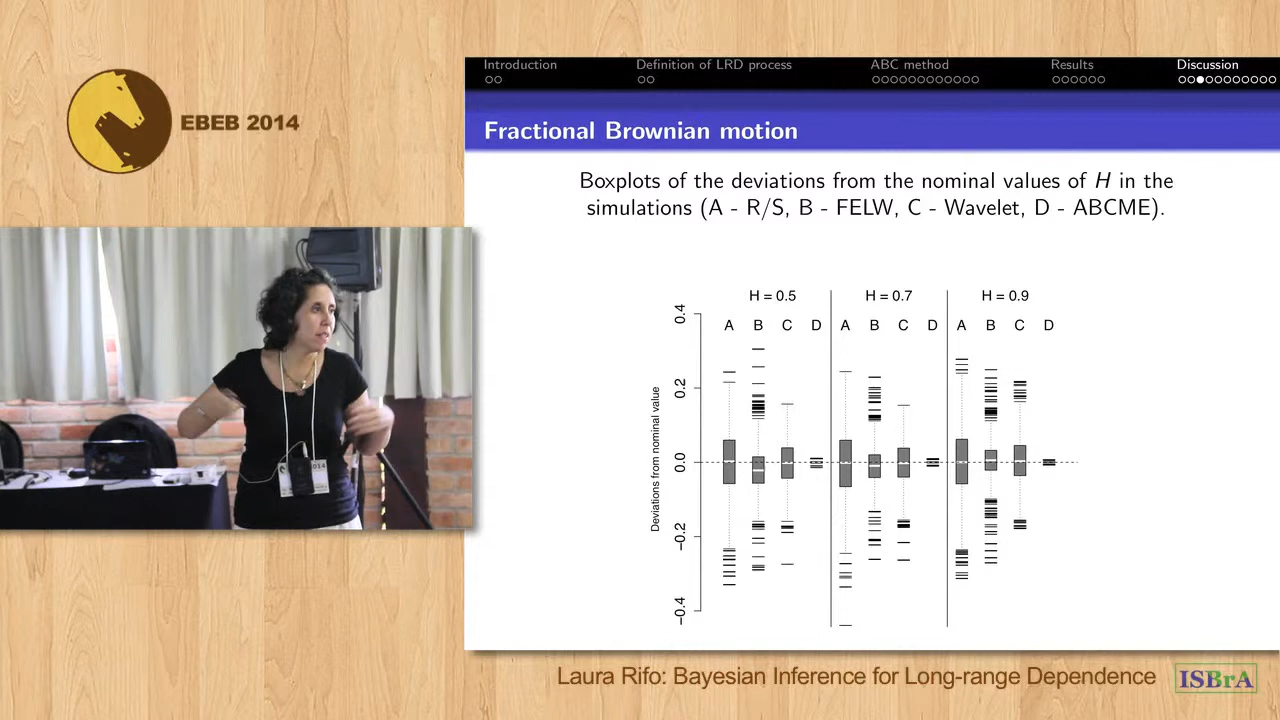 EBEB 2014
Introduction
Definition of LRD process
ABC method
Results
Discussion
Fractional Brownian motion
Boxplots of the deviations from the nominal values of H in the
simulations (A - R/S, B - FELW, C - Wavelet, D - ABCME).
H = 0.5 H = 0.7 H = 0.9
A B C D A B C D A B C D
Deviations from nominal value
0.4
0.2
0.0
−0.2
−0.4
2014
Laura Rifo: Bayesian Inference for Long-range Dependence
ISBrA